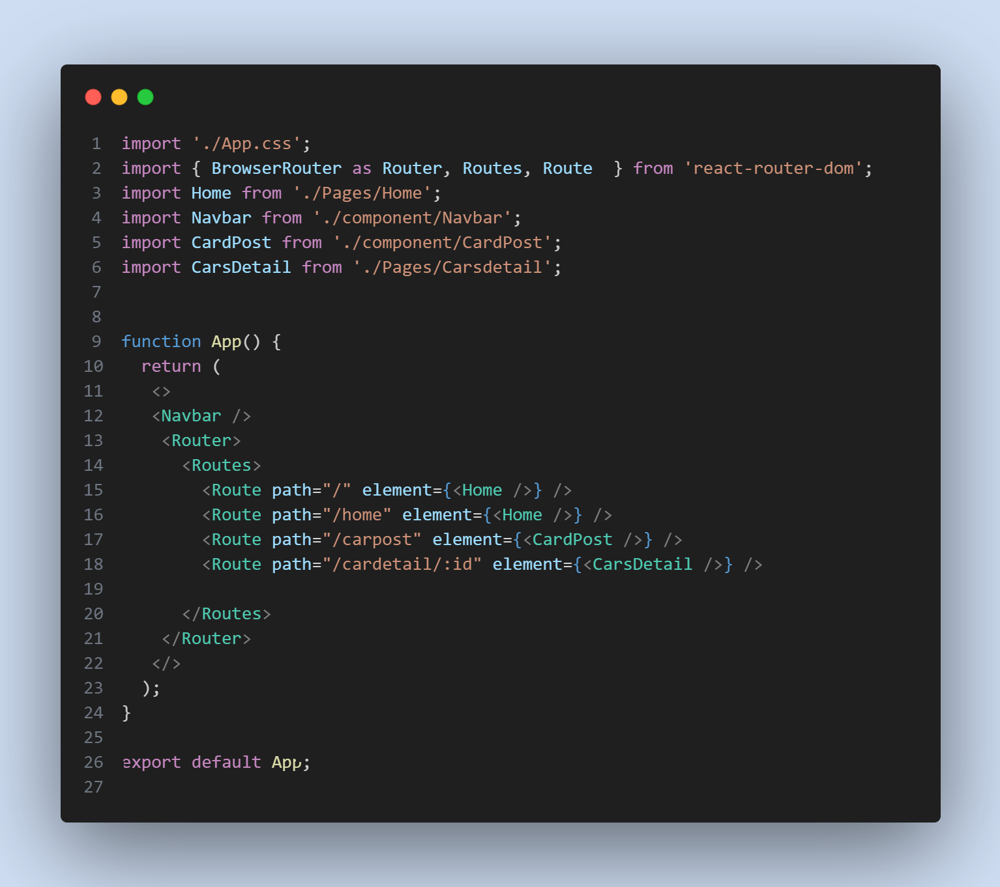 1 import './App.css';
2 import { BrowserRouter as Router, Routes, Route  } from 'react-router-dom';
3 import Home from './Pages/Home';
4 import Navbar from './component/Navbar';
5 import CardPost from './component/CardPost';
6 import CarsDetail from './Pages/Carsdetail';
7
8
9 function App() {
10   return (
11    <>
12    <Navbar />
13     <Router>
14       <Routes>
15         <Route path="/" element={<Home />} />
16         <Route path="/home" element={<Home />} />
17         <Route path="/carpost" element={<CardPost />} />
18         <Route path="/cardetail/:id" element={<CarsDetail />} />
19
20       </Routes>
21     </Router>
22    </>
23   );
24 }
25
26 export default App;
27